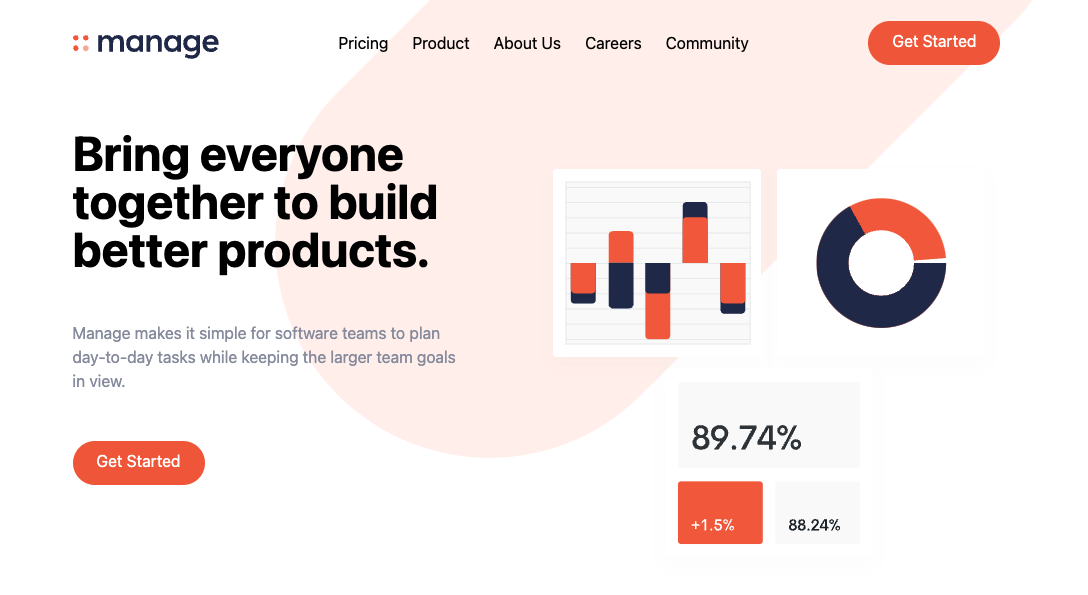 manage
Pricing Product About Us Careers Community
Get Started
Bring everyone
together to build
better products.
Manage makes it simple for software teams to plan
day-to-day tasks while keeping the larger team goals
in view.
Get Started
89.74%
+1.5% 88.24%